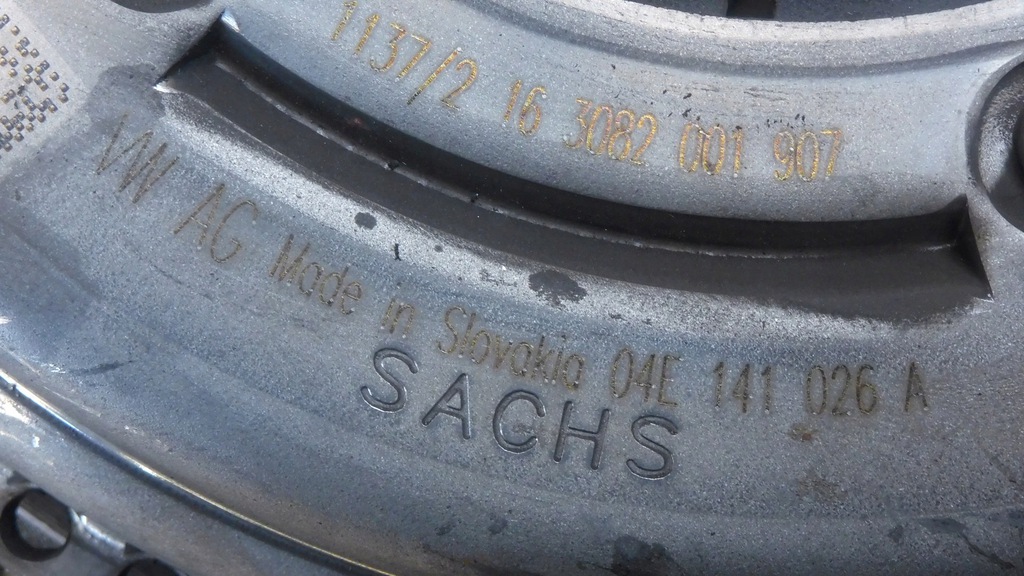 1137/2 16 3082 001 907
VW AG Made in Slovakia 04E 141 026 A
SACHS